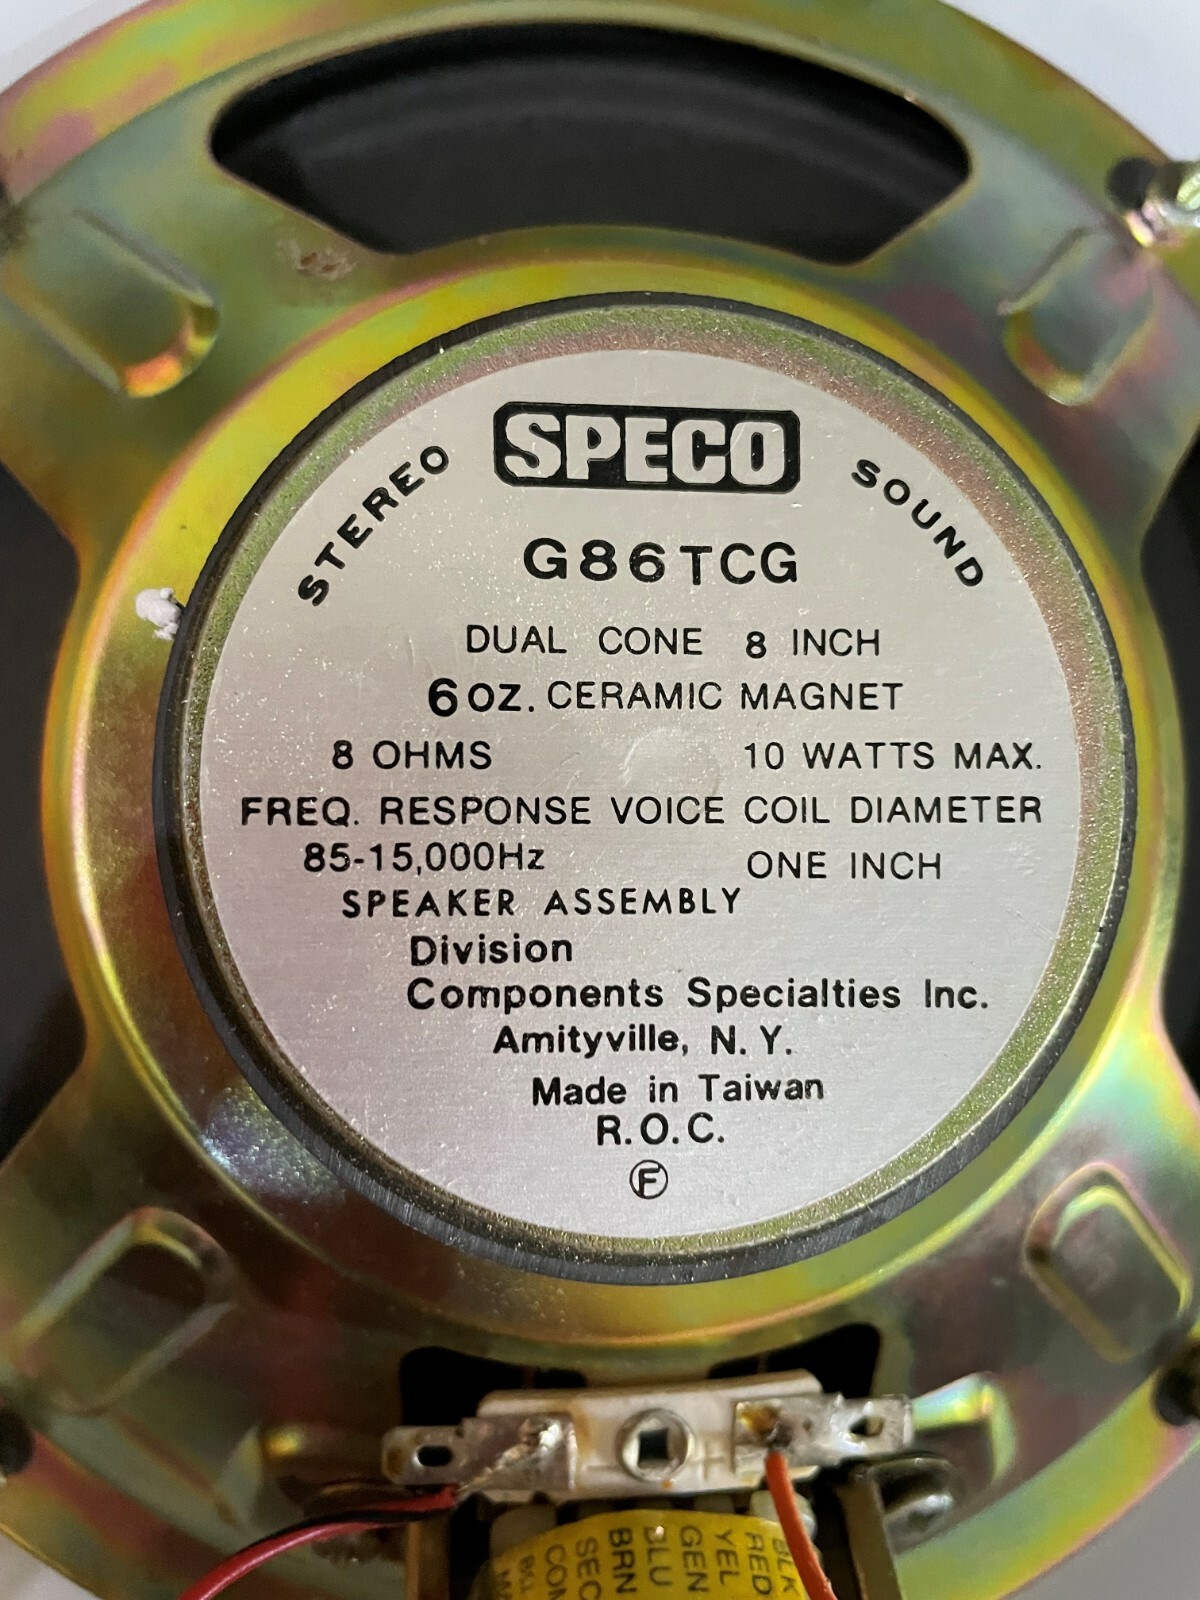 SPECO
STEREO SOUND
G86TCG
DUAL CONE 8 INCH
6 OZ. CERAMIC MAGNET
8 OHMS 10 WATTS MAX.
FREQ. RESPONSE VOICE COIL DIAMETER
85-15,000Hz ONE INCH
SPEAKER ASSEMBLY
Division
Components Specialties Inc.
Amityville, N. Y.
Made in Taiwan
R.O.C.
F
BLK
RED
YEL
GEN
BLU
BRN
SEC
COM